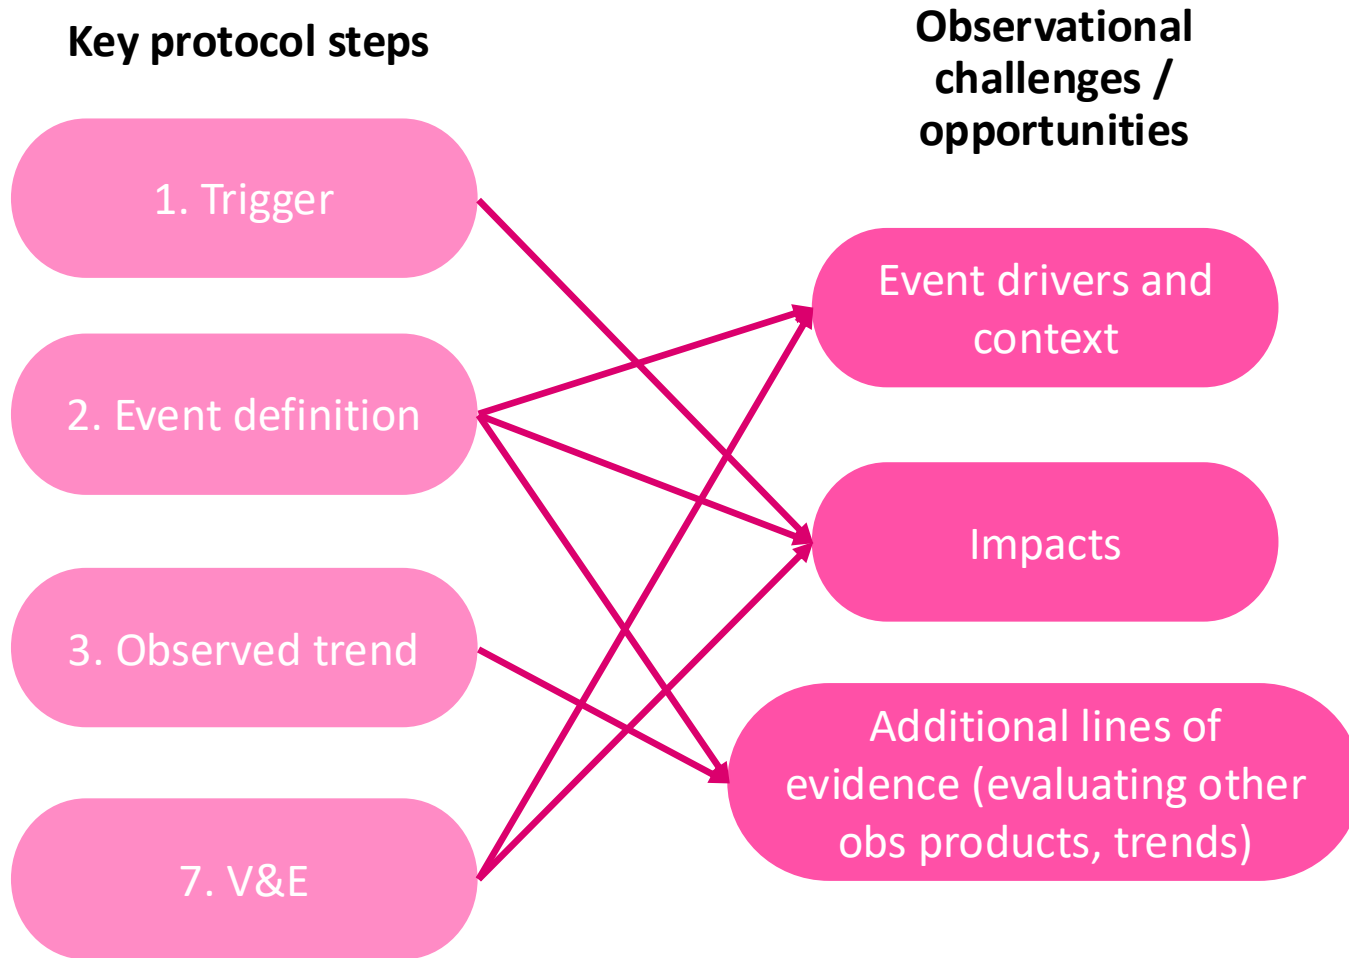 Key protocol steps
1. Trigger
2. Event definition
3. Observed trend
7. V&E
Observational
challenges /
opportunities
Event drivers and
context
Impacts
Additional lines of
evidence (evaluating other
obs products, trends)